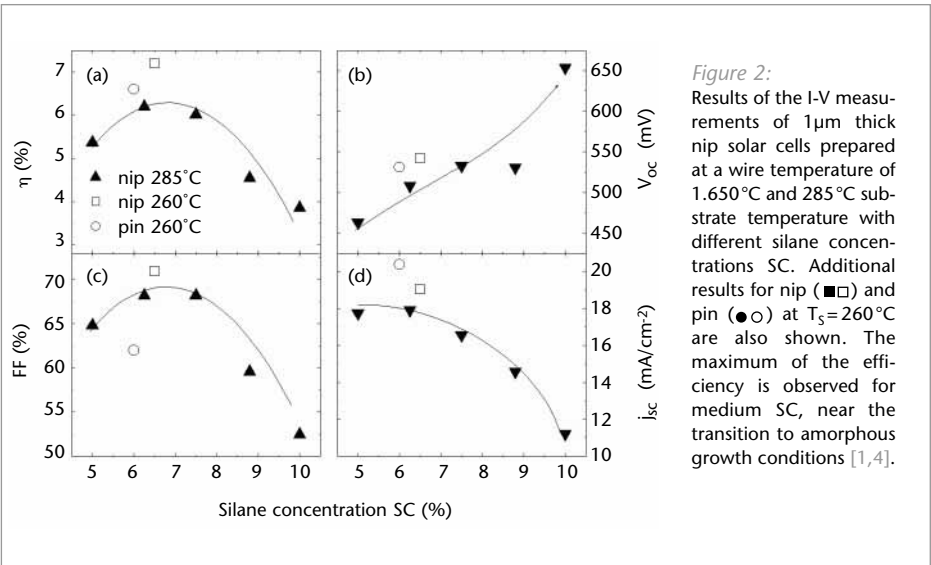 (a)
7
6
5
4
3
η (%)
nip 285°C
nip 260°C
pin 260°C
(b)
650
600
550
500
450
Voc (mV)
(c)
70
65
60
55
50
FF (%)
5 6 7 8 9 10
(d)
20
18
16
14
12
10
jsc (mA/cm-2)
5 6 7 8 9 10
Silane concentration SC (%)
Figure 2:
Results of the I-V measu-
rements of 1µm thick
nip solar cells prepared
at a wire temperature of
1.650°C and 285°C sub-
strate temperature with
different silane concen-
trations SC. Additional
results for nip (■□) and
pin (●○) at TS=260°C
are also shown. The
maximum of the effi-
ciency is observed for
medium SC, near the
transition to amorphous
growth conditions [1,4].